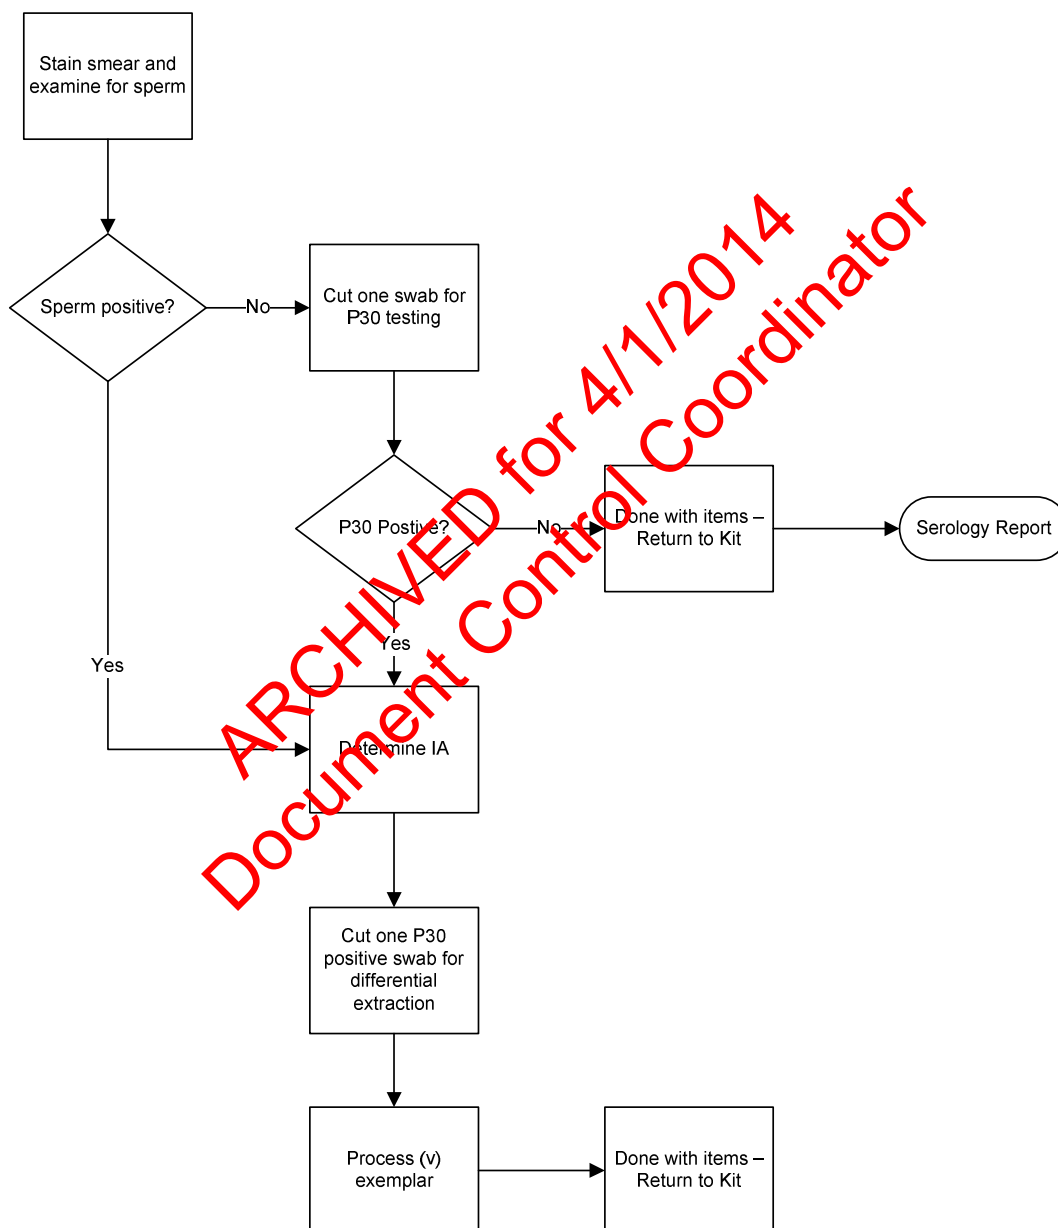 Stain smear and
examine for sperm
Sperm positive?
No
Cut one swab for
P30 testing
P30 Postive?
No
Done with items –
Return to Kit
Serology Report
Yes
Yes
Determine IA
Cut one P30
positive swab for
differential
extraction
Process (v)
exemplar
Done with items –
Return to Kit
ARCHIVED for 4/1/2014
Document Control Coordinator